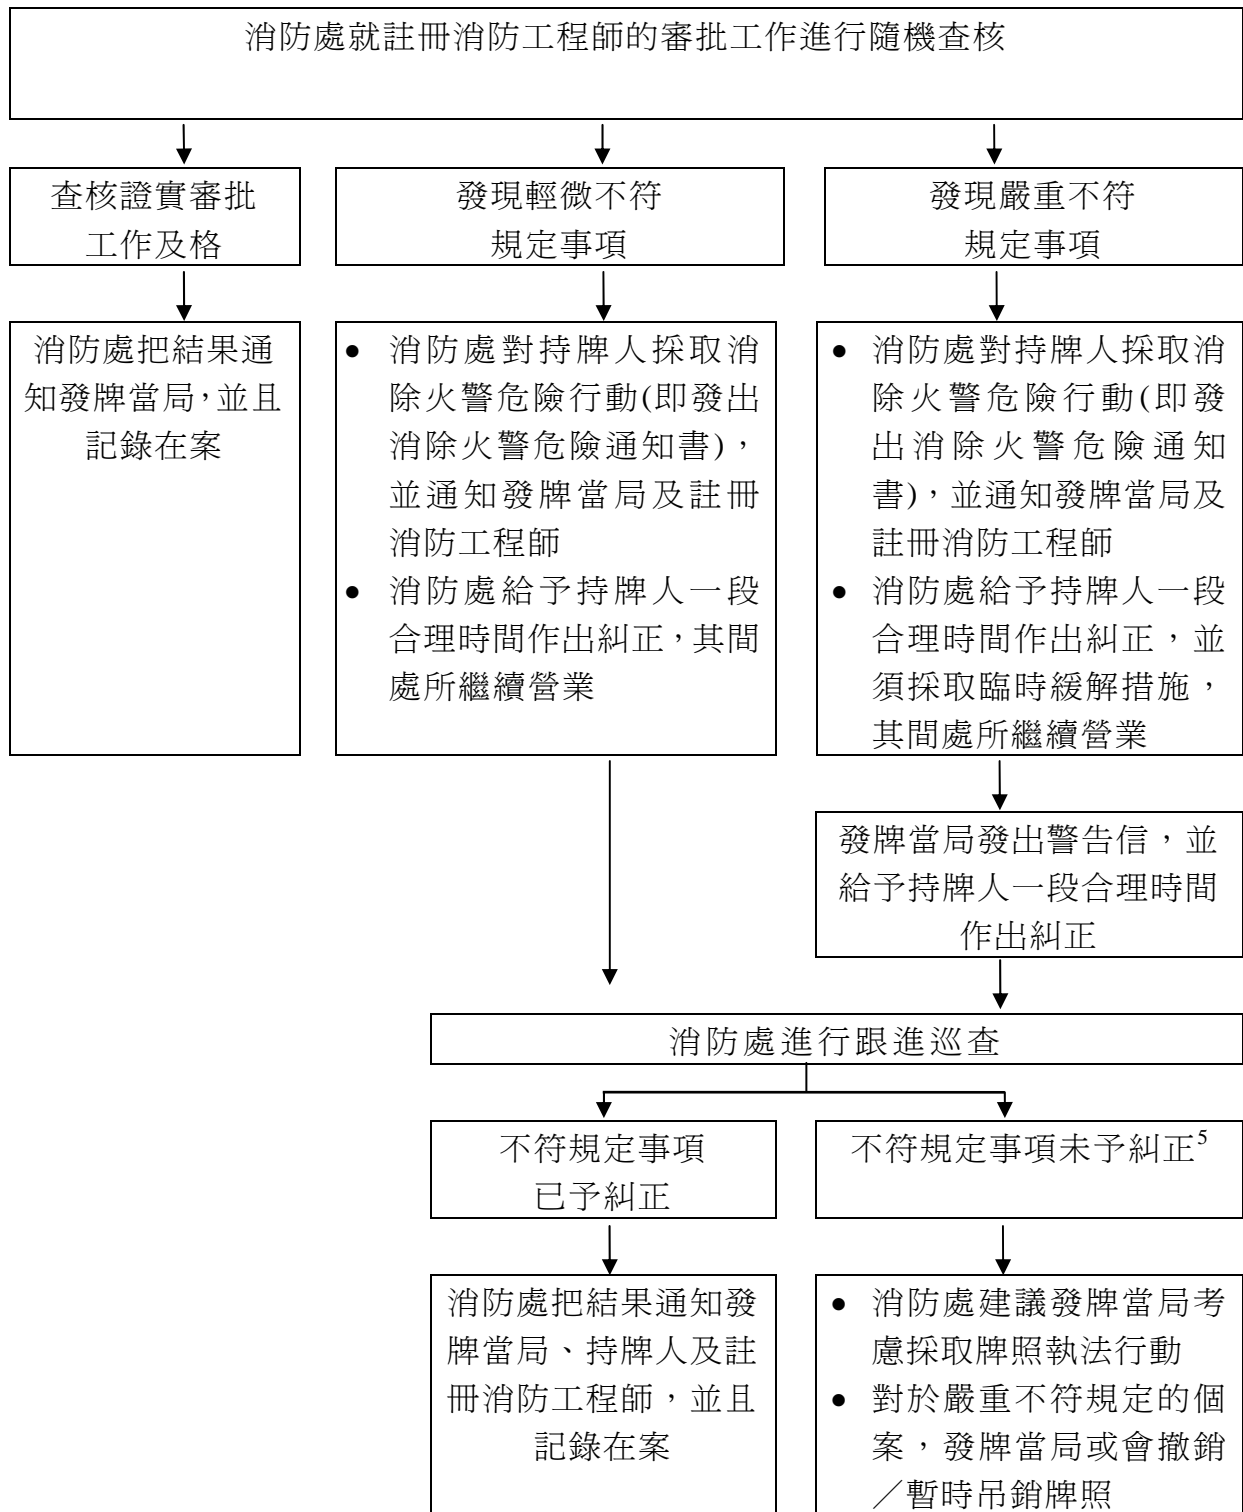 消防處就註冊消防工程師的審批工作進行隨機查核
查核證實審批
工作及格
發現輕微不符
規定事項
發現嚴重不符
規定事項
消防處把結果通
知發牌當局，並且
記錄在案
● 消防處對持牌人採取消
除火警危險行動(即發出
消除火警危險通知書)，
並通知發牌當局及註冊
消防工程師
● 消防處給予持牌人一段
合理時間作出糾正，其間
處所繼續營業
● 消防處對持牌人採取消
除火警危險行動(即發
出消除火警危險通知
書)，並通知發牌當局及
註冊消防工程師
● 消防處給予持牌人一段
合理時間作出糾正，並
須採取臨時緩解措施，
其間處所繼續營業
發牌當局發出警告信，並
給予持牌人一段合理時間
作出糾正
消防處進行跟進巡查
不符規定事項
已予糾正
不符規定事項未予糾正5
消防處把結果通知發
牌當局、持牌人及註
冊消防工程師，並且
記錄在案
● 消防處建議發牌當局考
慮採取牌照執法行動
● 對於嚴重不符規定的個
案，發牌當局或會撤銷
／暫時吊銷牌照